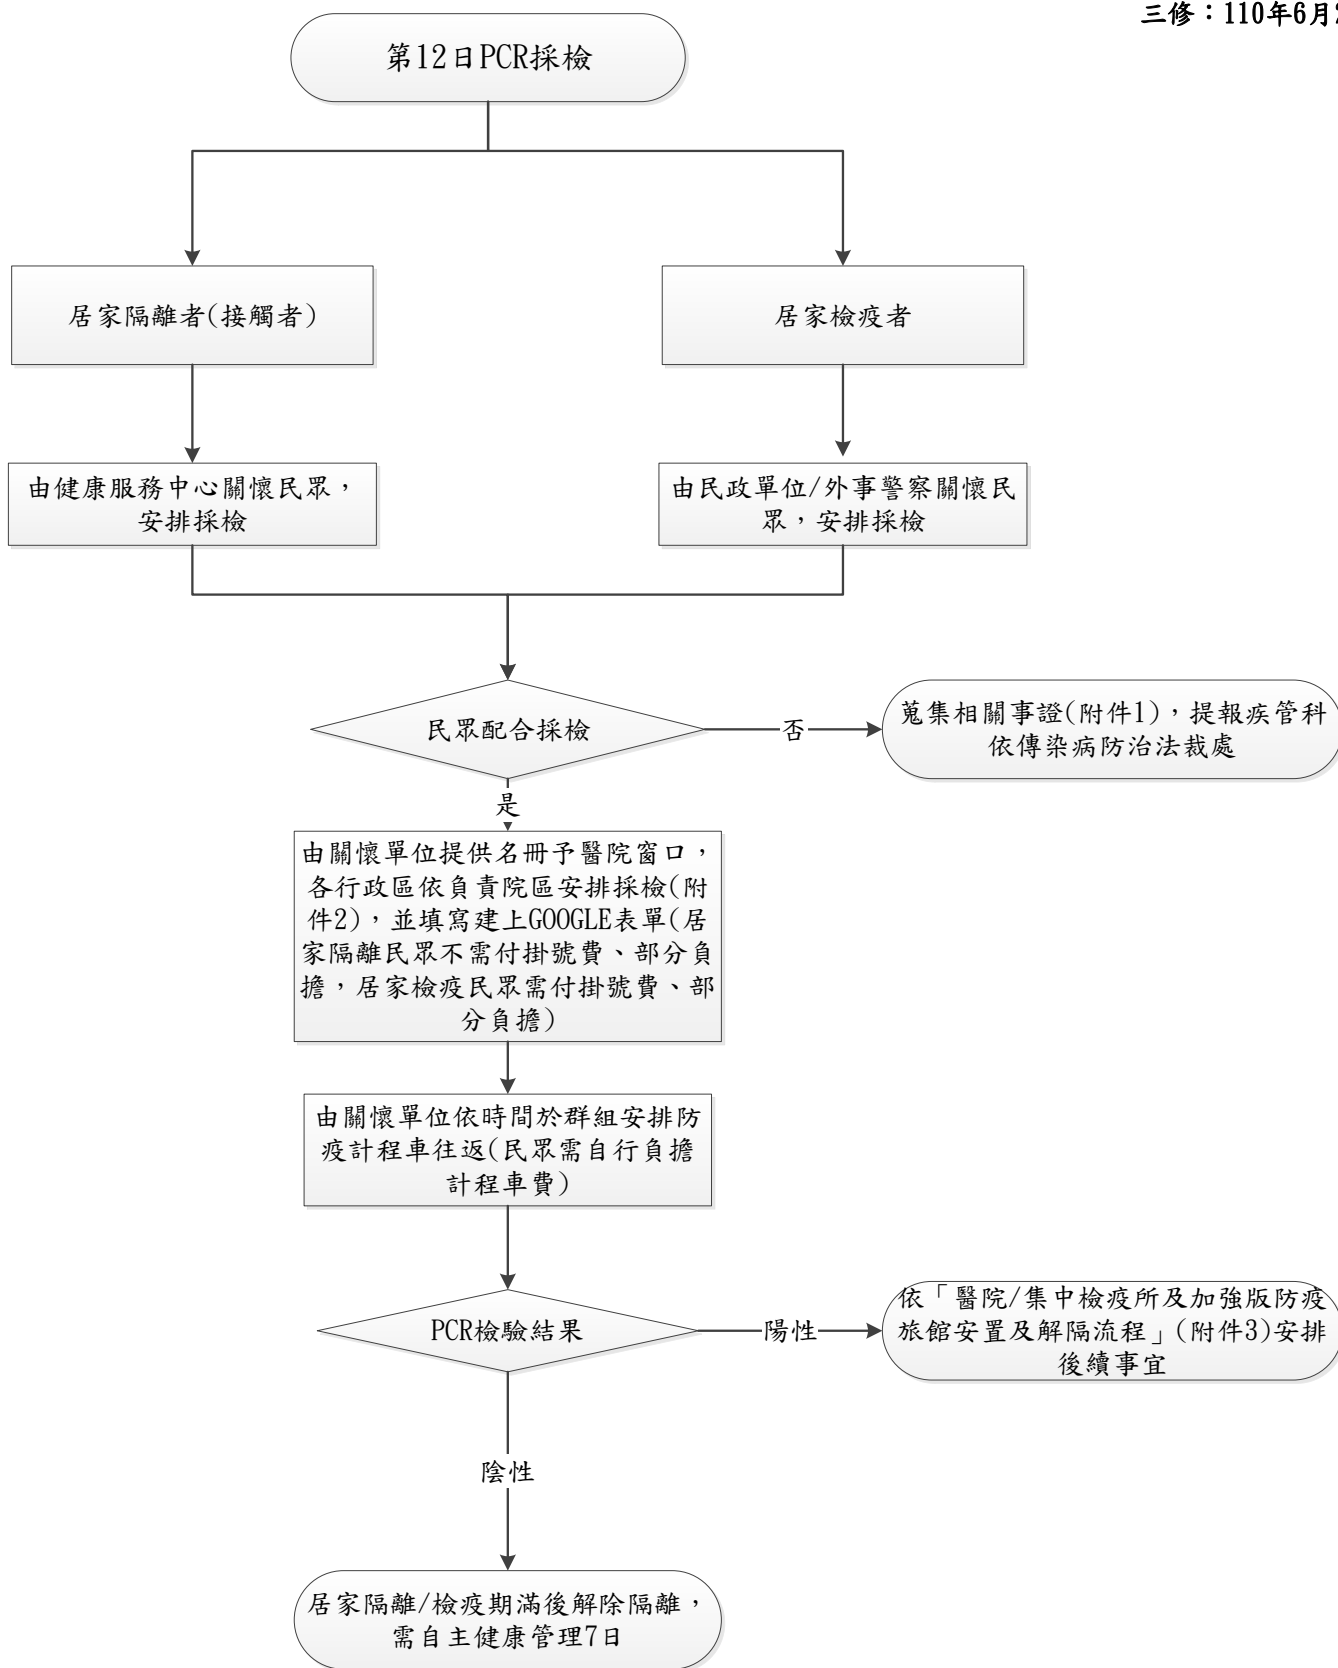 三修：110年6月2
第12日PCR採檢
居家隔離者(接觸者)
居家檢疫者
由健康服務中心關懷民眾，
安排採檢
由民政單位/外事警察關懷民
眾，安排採檢
民眾配合採檢
否
蒐集相關事證(附件1)，提報疾管科
依傳染病防治法裁處
是
由關懷單位提供名冊予醫院窗口，
各行政區依負責院區安排採檢(附
件2)，並填寫建上GOOGLE表單(居
家隔離民眾不需付掛號費、部分負
擔，居家檢疫民眾需付掛號費、部
分負擔)
由關懷單位依時間於群組安排防
疫計程車往返(民眾需自行負擔
計程車費)
PCR檢驗結果
陽性
依「醫院/集中檢疫所及加強版防疫
旅館安置及解隔流程」(附件3)安排
後續事宜
陰性
居家隔離/檢疫期滿後解除隔離，
需自主健康管理7日